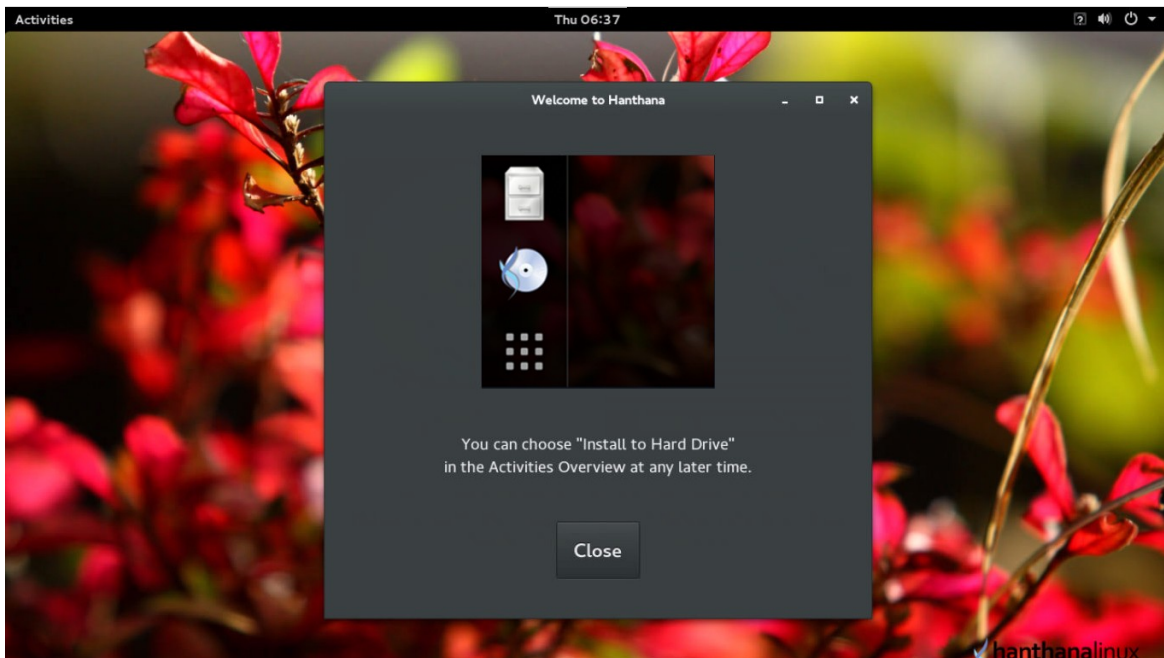 Activities
Thu 06:37
Welcome to Hanthana
You can choose "Install to Hard Drive"
in the Activities Overview at any later time.
Close
hanthanalinux